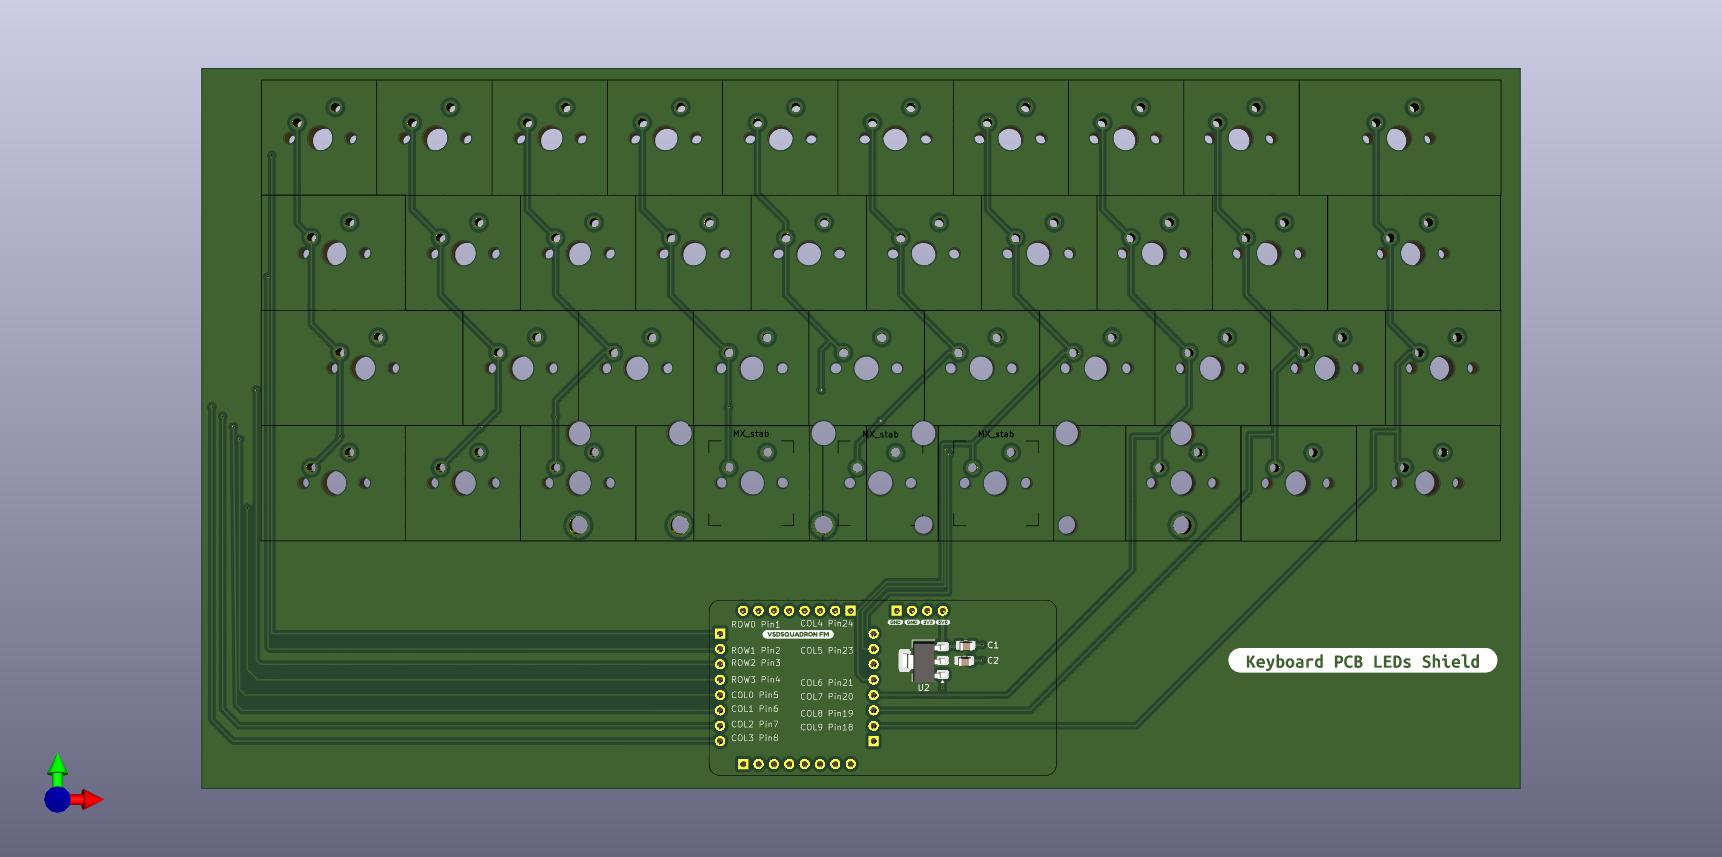 MX_stab
MX_stab
MX_stab
ROW0 Pin1
COL4 Pin24
VSDSQUADRON FM
GND GND 3V3 3V3
ROW1 Pin2
COL5 Pin23
ROW2 Pin3
ROW3 Pin4
COL6 Pin21
COL0 Pin5
COL7 Pin20
COL1 Pin6
COL8 Pin19
COL2 Pin7
COL9 Pin18
COL3 Pin8
C1
C2
U2
Keyboard PCB LEDs Shield